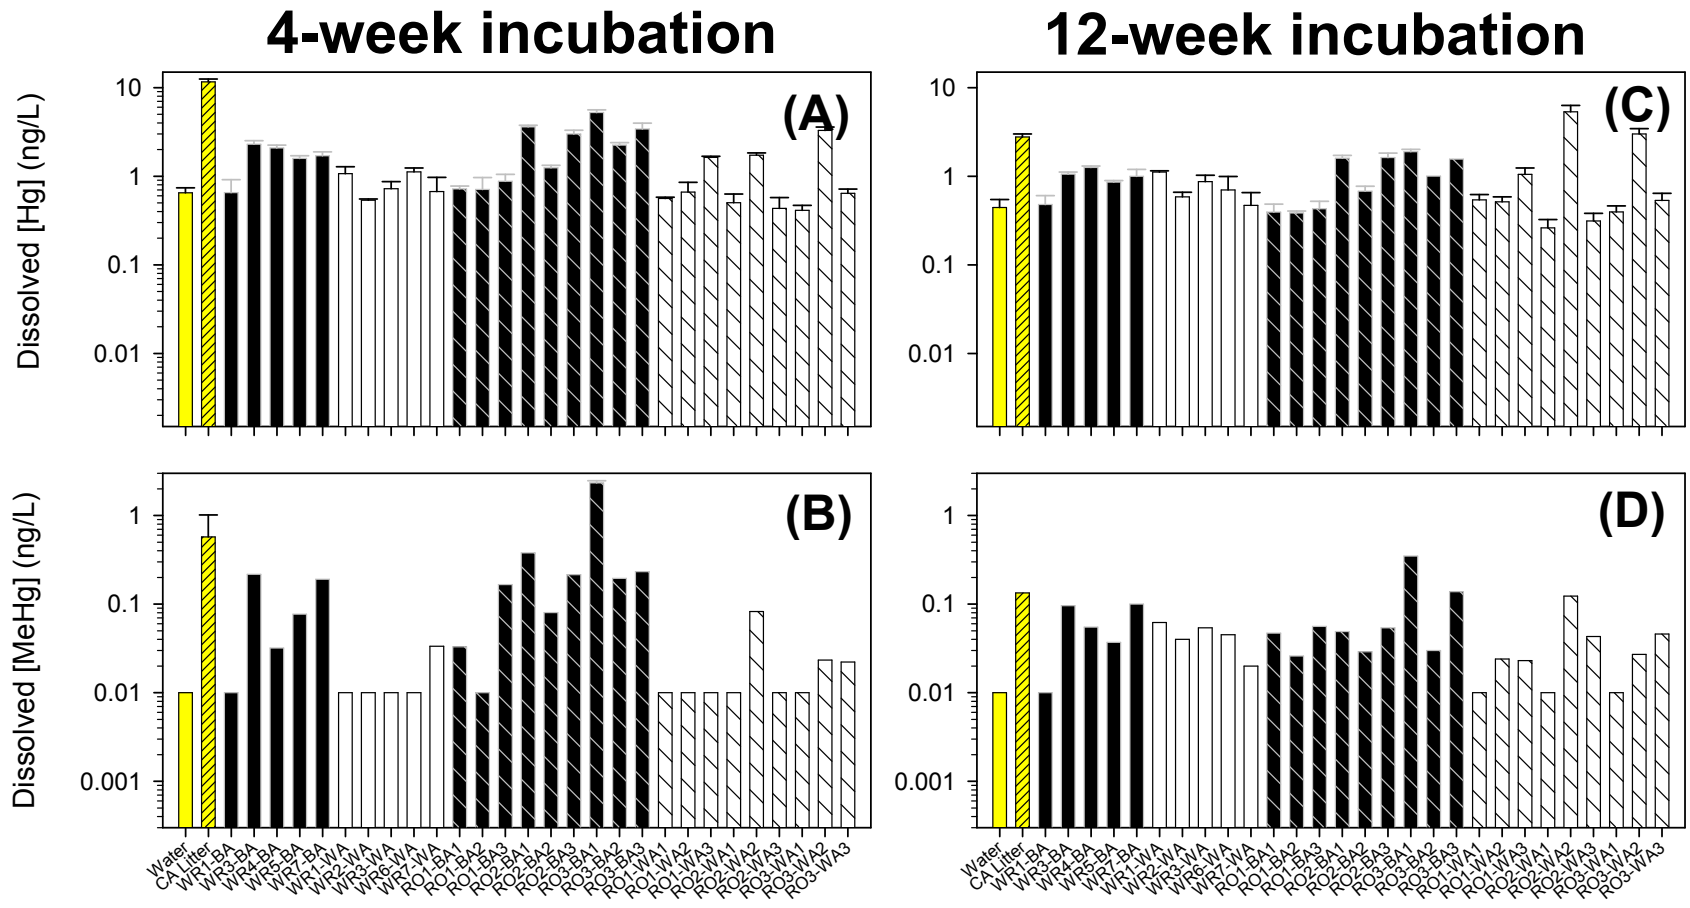 4-week incubation
12-week incubation
Dissolved [Hg] (ng/L)
10
1
0.1
0.01
(A)
10
1
0.1
0.01
(C)
Dissolved [MeHg] (ng/L)
1
0.1
0.01
0.001
(B)
1
0.1
0.01
0.001
(D)
Water
CA Litter
WR1-BA
WR3-BA
WR4-BA
WR5-BA
WR7-BA
WR1-WA
WR2-WA
WR3-WA
WR6-WA
WR7-WA
RO1-BA1
RO1-BA2
RO1-BA3
RO2-BA1
RO2-BA2
RO2-BA3
RO3-BA1
RO3-BA2
RO3-BA3
RO1-WA1
RO1-WA2
RO1-WA3
RO2-WA1
RO2-WA2
RO2-WA3
RO3-WA1
RO3-WA2
RO3-WA3
Water
CA Litter
WR1-BA
WR3-BA
WR4-BA
WR5-BA
WR7-BA
WR1-WA
WR2-WA
WR3-WA
WR6-WA
WR7-WA
RO1-BA1
RO1-BA2
RO1-BA3
RO2-BA1
RO2-BA2
RO2-BA3
RO3-BA1
RO3-BA2
RO3-BA3
RO1-WA1
RO1-WA2
RO1-WA3
RO2-WA1
RO2-WA2
RO2-WA3
RO3-WA1
RO3-WA2
RO3-WA3